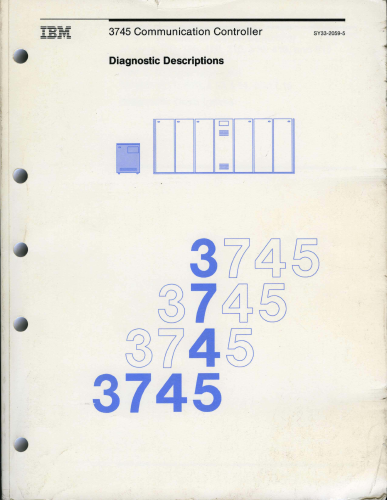 IBM
3745 Communication Controller
SY33-2059-5
Diagnostic Descriptions
3745
3745
3745
3745